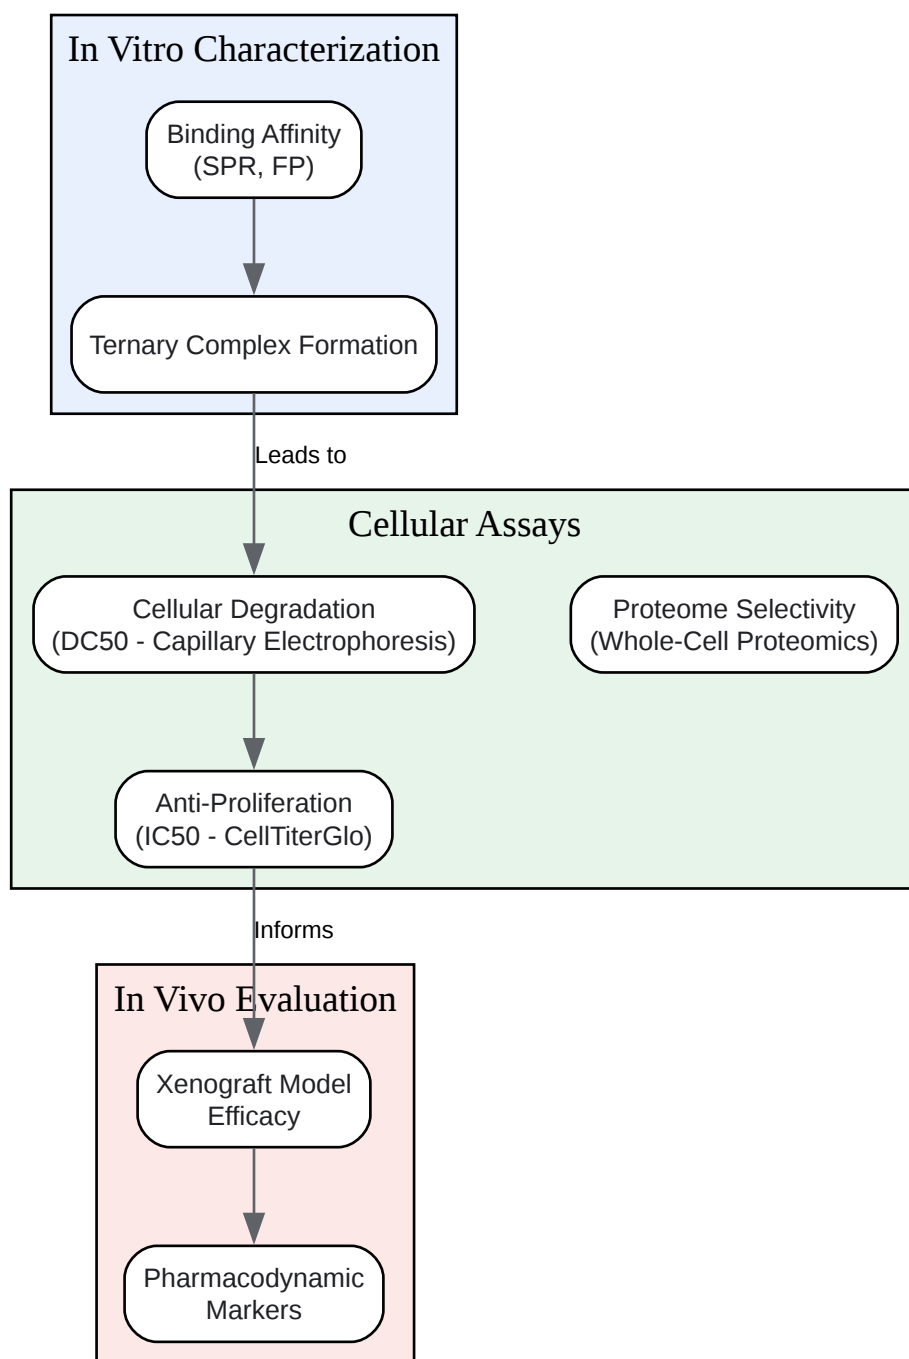 In Vitro Characterization
Binding Affinity
(SPR, FP)
Ternary Complex Formation
Leads to
Cellular Assays
Cellular Degradation
(DC50 - Capillary Electrophoresis)
Proteome Selectivity
(Whole-Cell Proteomics)
Anti-Proliferation
(IC50 - CellTiterGlo)
Informs
In Vivo Evaluation
Xenograft Model
Efficacy
Pharmacodynamic
Markers